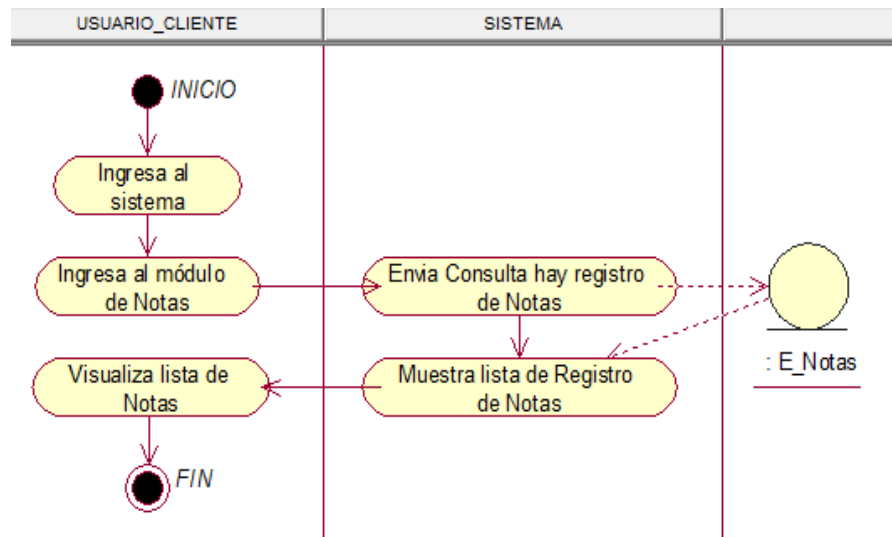 USUARIO_CLIENTE
SISTEMA
INICIO
Ingresa al
sistema
Ingresa al módulo
de Notas
Envia Consulta hay registro
de Notas
Visualiza lista de
Notas
Muestra lista de Registro
de Notas
: E_Notas
FIN